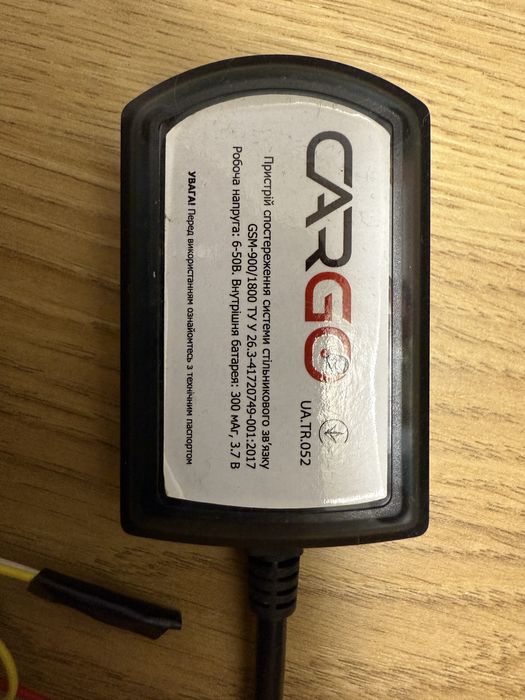 CARGO
UA.TR.052
Пристрій спостереження системи стільникового зв'язку
GSM-900/1800 ТУ У 26.3-41720749-001:2017
Робоча напруга: 6-50В. Внутрішня батарея: 300 мАг, 3.7 В
УВАГА! Перед використанням ознайомтесь з технічним паспортом